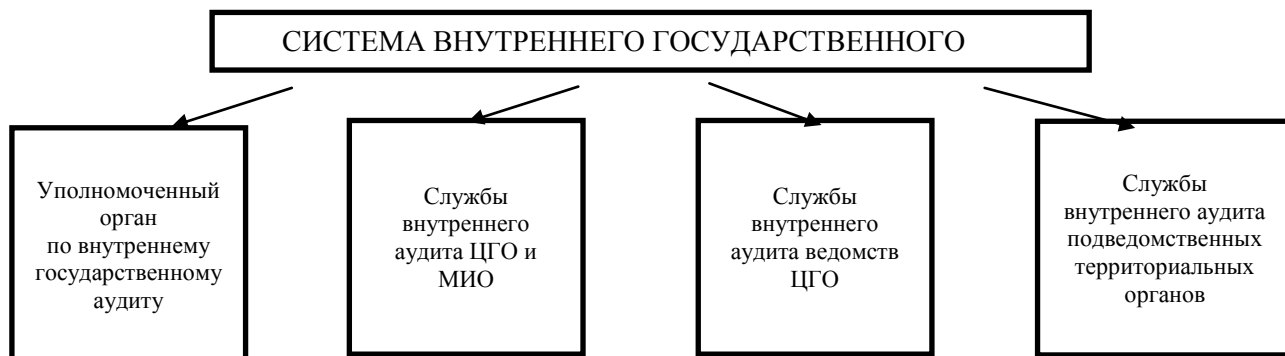 СИСТЕМА ВНУТРЕННЕГО ГОСУДАРСТВЕННОГО
Уполномоченный
орган
по внутреннему
государственному
аудиту
Службы
внутреннего
аудита ЦГО и
МИО
Службы
внутреннего
аудита ведомств
ЦГО
Службы
внутреннего аудита
подведомственных
территориальных
органов